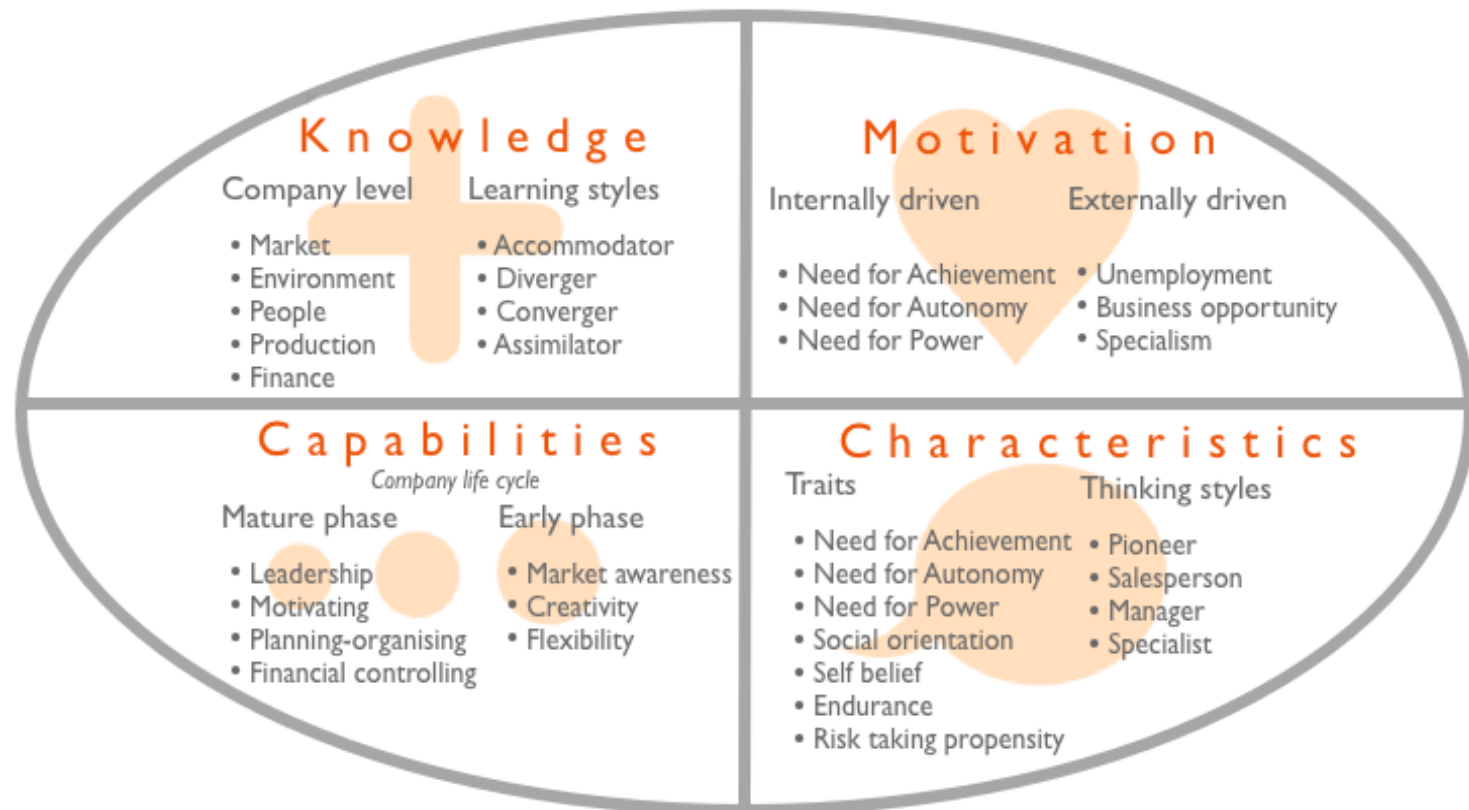 Knowledge
Company level
• Market
• Environment
• People
• Production
• Finance
Learning styles
• Accommodator
• Diverger
• Converger
• Assimilator
Motivation
Internally driven
• Need for Achievement
• Need for Autonomy
• Need for Power
Externally driven
• Unemployment
• Business opportunity
• Specialism
Capabilities
Company life cycle
Mature phase
• Leadership
• Motivating
• Planning-organising
• Financial controlling
Early phase
• Market awareness
• Creativity
• Flexibility
Characteristics
Traits
• Need for Achievement
• Need for Autonomy
• Need for Power
• Social orientation
• Self belief
• Endurance
• Risk taking propensity
Thinking styles
• Pioneer
• Salesperson
• Manager
• Specialist